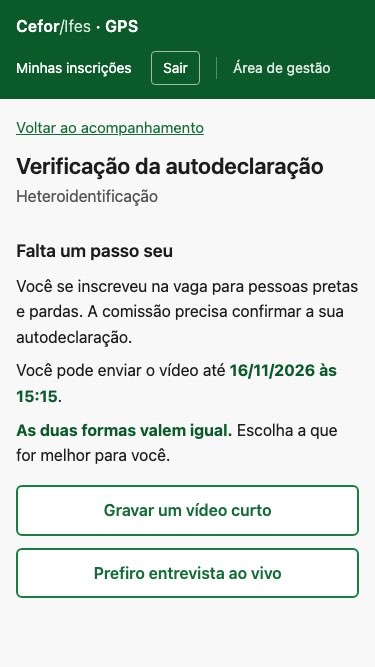 Cefor/Ifes · GPS
Minhas inscrições Sair Área de gestão
Voltar ao acompanhamento
Verificação da autodeclaração
Heteroidentificação
Falta um passo seu
Você se inscreveu na vaga para pessoas pretas
e pardas. A comissão precisa confirmar a sua
autodeclaração.
Você pode enviar o vídeo até 16/11/2026 às
15:15.
As duas formas valem igual. Escolha a que
for melhor para você.
Gravar um vídeo curto
Prefiro entrevista ao vivo